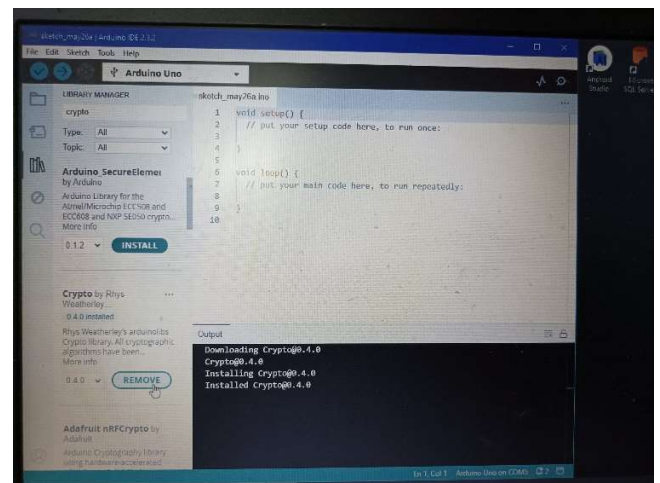 sketch_may26a | Arduino IDE 2.3.2
File Edit Sketch Tools Help
Arduino Uno
LIBRARY MANAGER
crypto
Type: All
Topic: All
Arduino_SecureElemen
by Arduino
Arduino Library for the
Atmel/Microchip ECC508 and
ECC608 and NXP SE050 crypto...
More info
0.1.2 INSTALL
Crypto by Rhys
Weatherley...
0.4.0 installed
Rhys Weatherley's arduinolibs
Crypto library. All cryptographic
algorithms have been...
More info
0.4.0 REMOVE
Adafruit nRFCrypto by
Adafruit
Arduino Cryptography library
using hardware-accelerated
sketch_may26a.ino
1 void setup() {
2 // put your setup code here, to run once:
3
4 }
5
6 void loop() {
7 // put your main code here, to run repeatedly:
8
9 }
10
Output
Downloading Crypto@0.4.0
Crypto@0.4.0
Installing Crypto@0.4.0
Installed Crypto@0.4.0
Ln 1, Col 1 Arduino Uno on COM3 2
Android
Studio
SQL